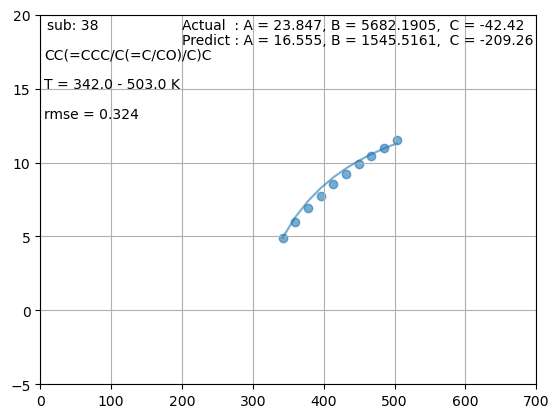 sub: 38
Actual  : A = 23.847, B = 5682.1905,  C = -42.42
Predict : A = 16.555, B = 1545.5161,  C = -209.26
CC(=CCC/C(=C/CO)/C)C
T = 342.0 - 503.0 K
rmse = 0.324
20
15
10
5
0
−5
0 100 200 300 400 500 600 700